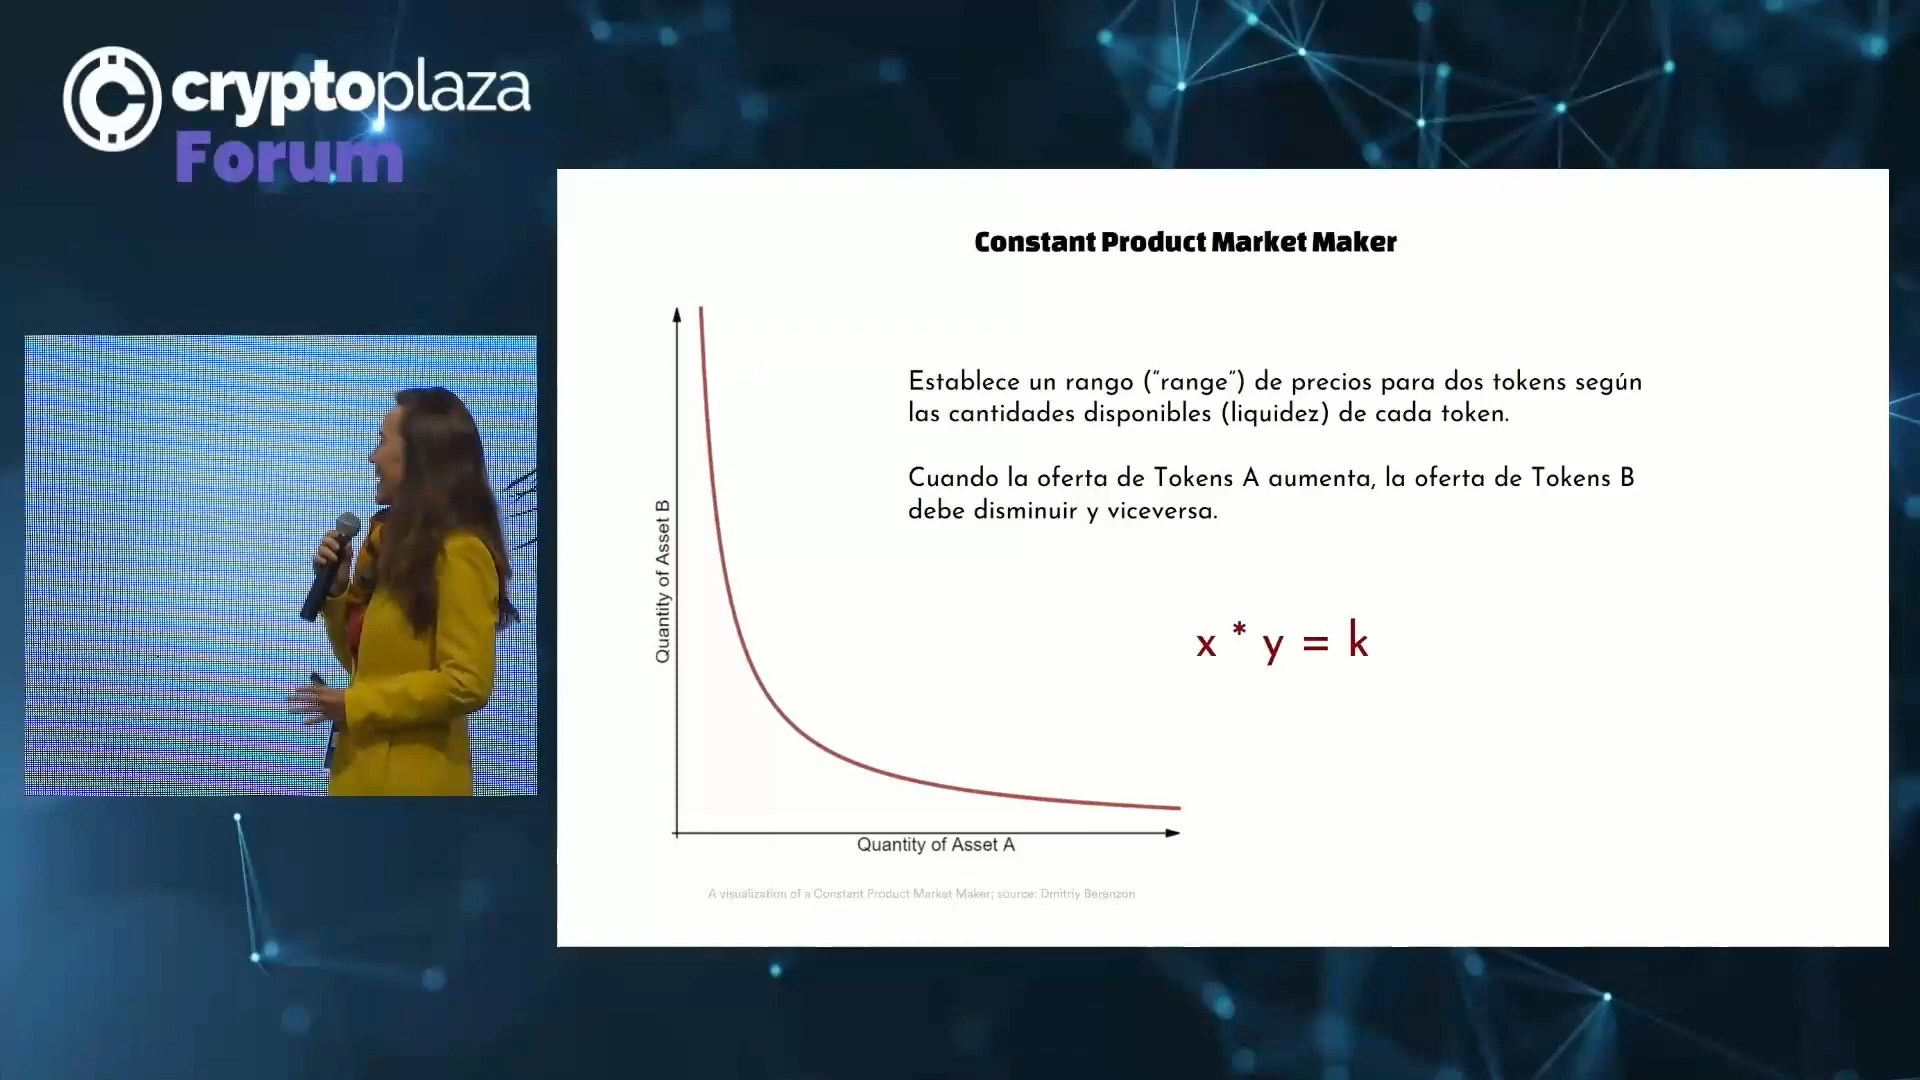 cryptoplaza
Forum
Constant Product Market Maker
Establece un rango (“range”) de precios para dos tokens según
las cantidades disponibles (liquidez) de cada token.
Cuando la oferta de Tokens A aumenta, la oferta de Tokens B
debe disminuir y viceversa.
x * y = k
Quantity of Asset B
Quantity of Asset A
A visualization of a Constant Product Market Maker; source: Dmitriy Berenzon